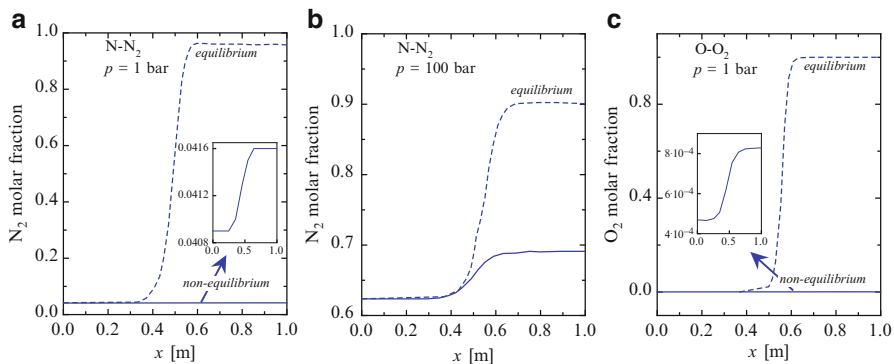 a
N-N₂
p = 1 bar
equilibrium
N₂ molar fraction
1.0
0.8
0.6
0.4
0.2
0.0
0.0 0.2 0.4 0.6 0.8 1.0
x [m]
0.0416
0.0412
0.0408
0.0 0.5 1.0
non-equilibrium
b
N-N₂
p = 100 bar
equilibrium
N₂ molar fraction
1.0
0.9
0.8
0.7
0.6
0.0 0.2 0.4 0.6 0.8 1.0
x [m]
c
O-O₂
p = 1 bar
equilibrium
O₂ molar fraction
0.8
0.4
0.0
0.0 0.2 0.4 0.6 0.8 1.0
x [m]
8·10⁻⁴
6·10⁻⁴
4·10⁻⁴
0.0 0.5 1.0
non-equilibrium